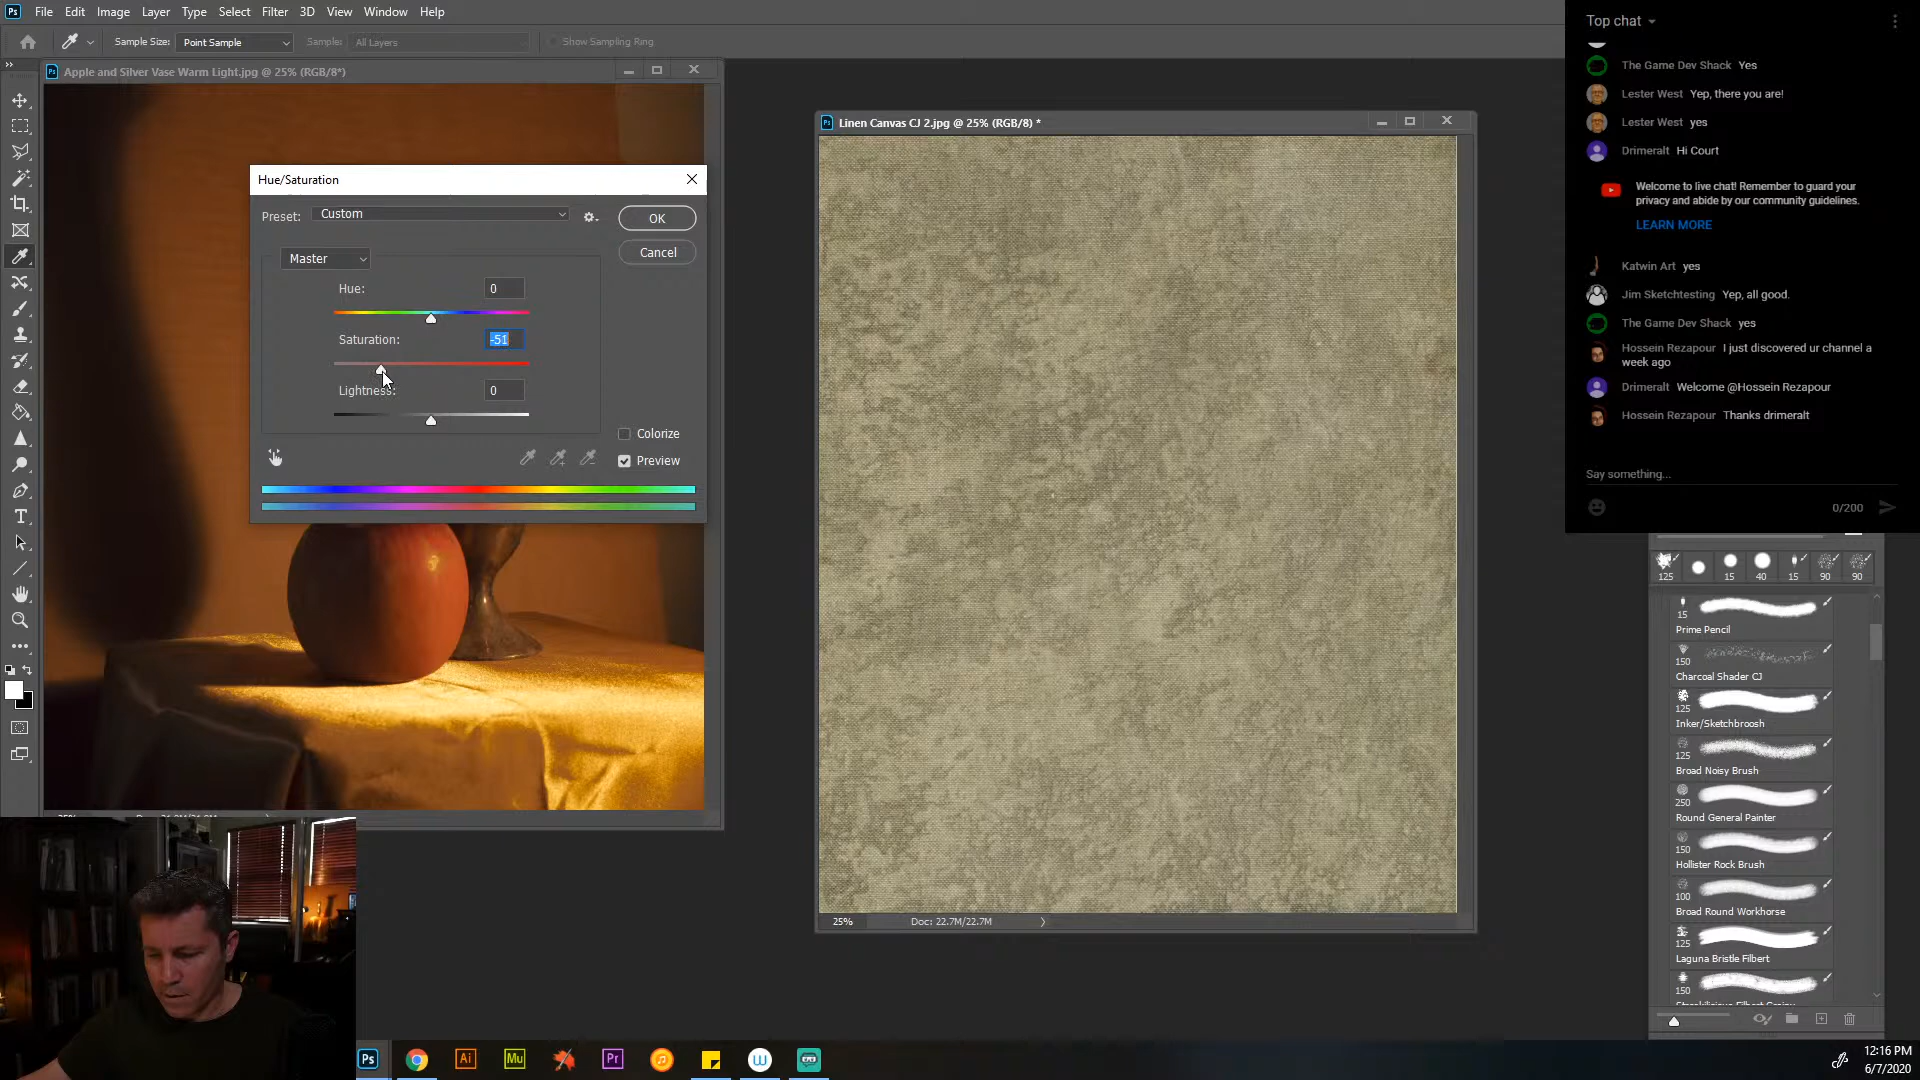 Ps File Edit Image Layer Type Select Filter 3D View Window Help
Sample Size: Point Sample Sample: All Layers Show Sampling Ring
Ps Apple and Silver Vase Warm Light.jpg @ 25% (RGB/8*)
Hue/Saturation
Preset: Custom
OK
Cancel
Master
Hue: 0
Saturation: -51
Lightness: 0
Colorize
Preview
Ps Linen Canvas CJ 2.jpg @ 25% (RGB/8) *
25% Doc: 22.7M/22.7M
Top chat
The Game Dev Shack Yes
Lester West Yep, there you are!
Lester West yes
Drimeralt Hi Court
Welcome to live chat! Remember to guard your
privacy and abide by our community guidelines.
LEARN MORE
Katwin Art yes
Jim Sketchtesting Yep, all good.
The Game Dev Shack yes
Hossein Rezapour I just discovered ur channel a
week ago
Drimeralt Welcome @Hossein Rezapour
Hossein Rezapour Thanks drimeralt
Say something...
0/200
125 15 40 15 90 90
15
Prime Pencil
150
Charcoal Shader CJ
125
Inker/Sketchbroosh
125
Broad Noisy Brush
250
Round General Painter
150
Hollister Rock Brush
100
Broad Round Workhorse
125
Laguna Bristle Filbert
150
Ps Ai Mu Pr
12:16 PM
6/7/2020